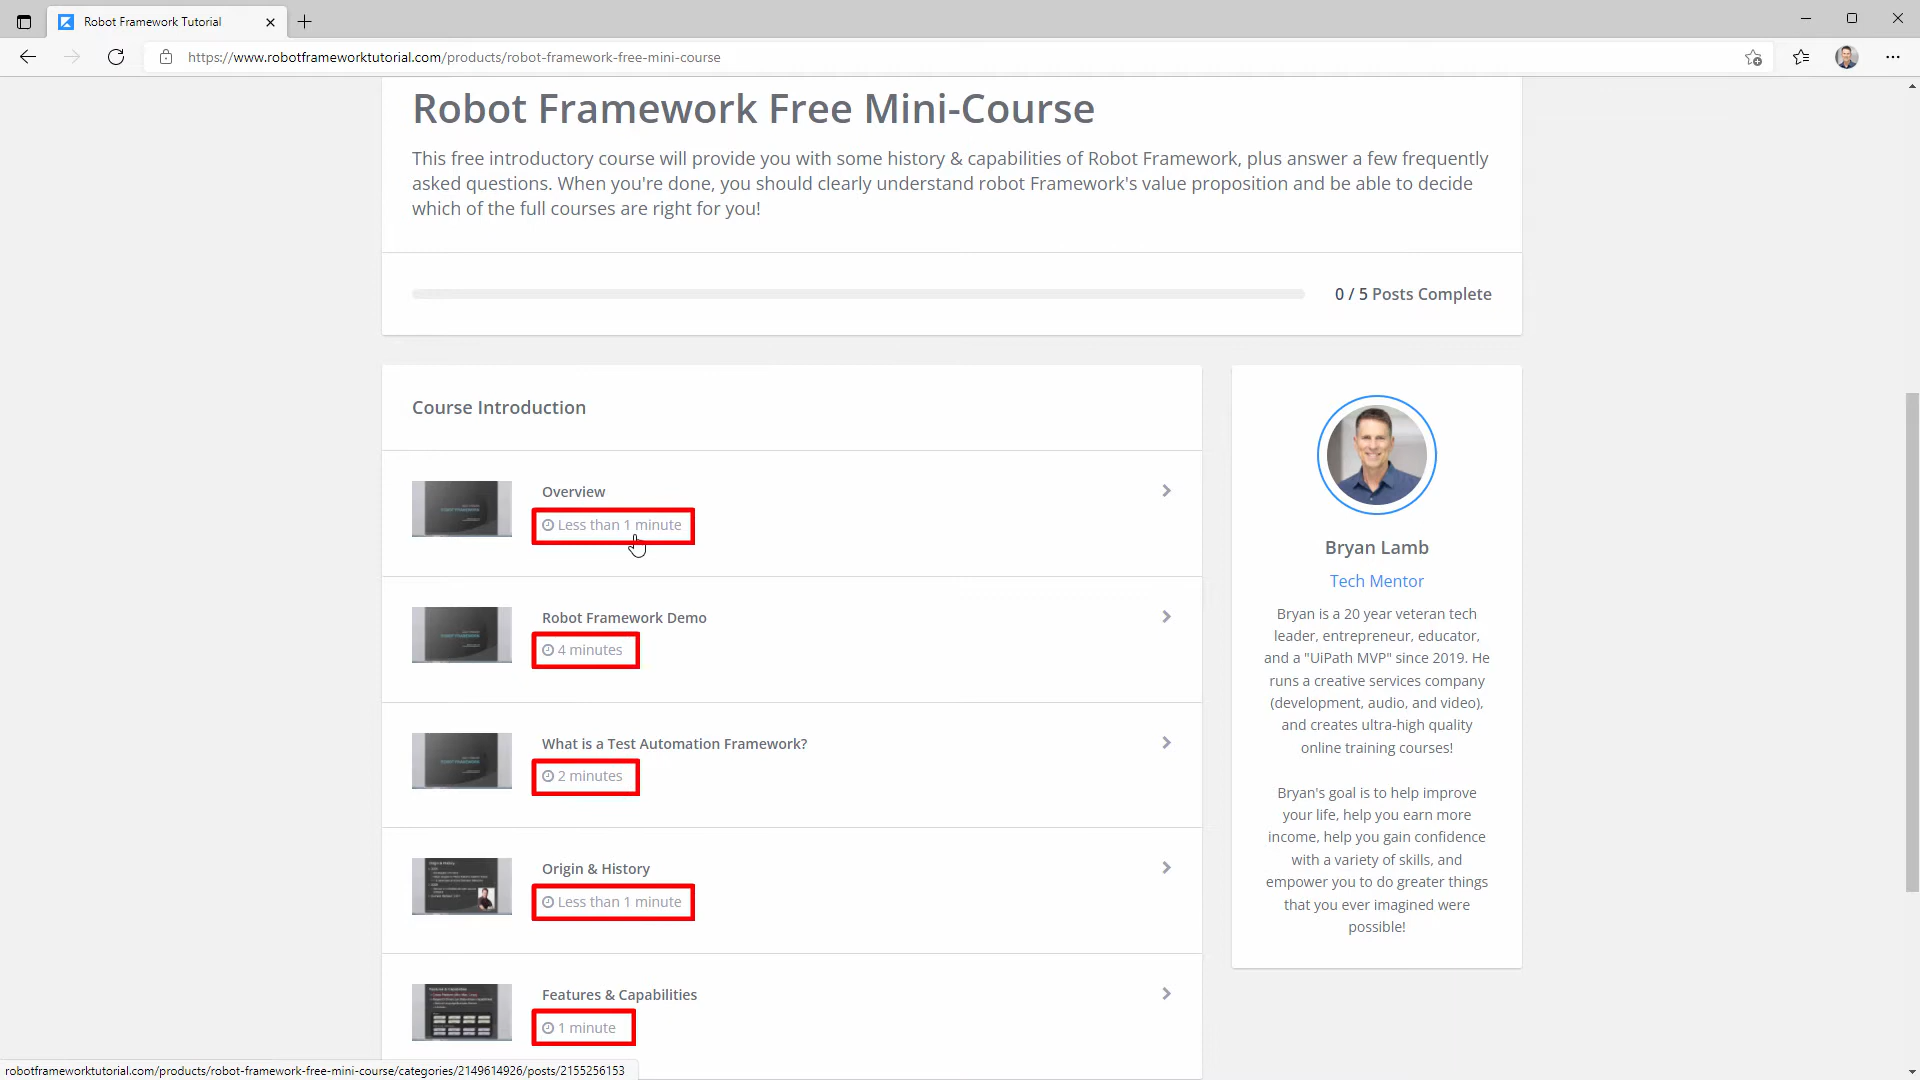 Robot Framework Tutorial
https://www.robotframeworktutorial.com/products/robot-framework-free-mini-course
Robot Framework Free Mini-Course
This free introductory course will provide you with some history & capabilities of Robot Framework, plus answer a few frequently
asked questions. When you're done, you should clearly understand robot Framework's value proposition and be able to decide
which of the full courses are right for you!
0 / 5 Posts Complete
Course Introduction
Overview
Less than 1 minute
Robot Framework Demo
4 minutes
What is a Test Automation Framework?
2 minutes
Origin & History
Less than 1 minute
Features & Capabilities
1 minute
Bryan Lamb
Tech Mentor
Bryan is a 20 year veteran tech
leader, entrepreneur, educator,
and a "UiPath MVP" since 2019. He
runs a creative services company
(development, audio, and video),
and creates ultra-high quality
online training courses!
Bryan's goal is to help improve
your life, help you earn more
income, help you gain confidence
with a variety of skills, and
empower you to do greater things
that you ever imagined were
possible!
robotframeworktutorial.com/products/robot-framework-free-mini-course/categories/2149614926/posts/2155256153